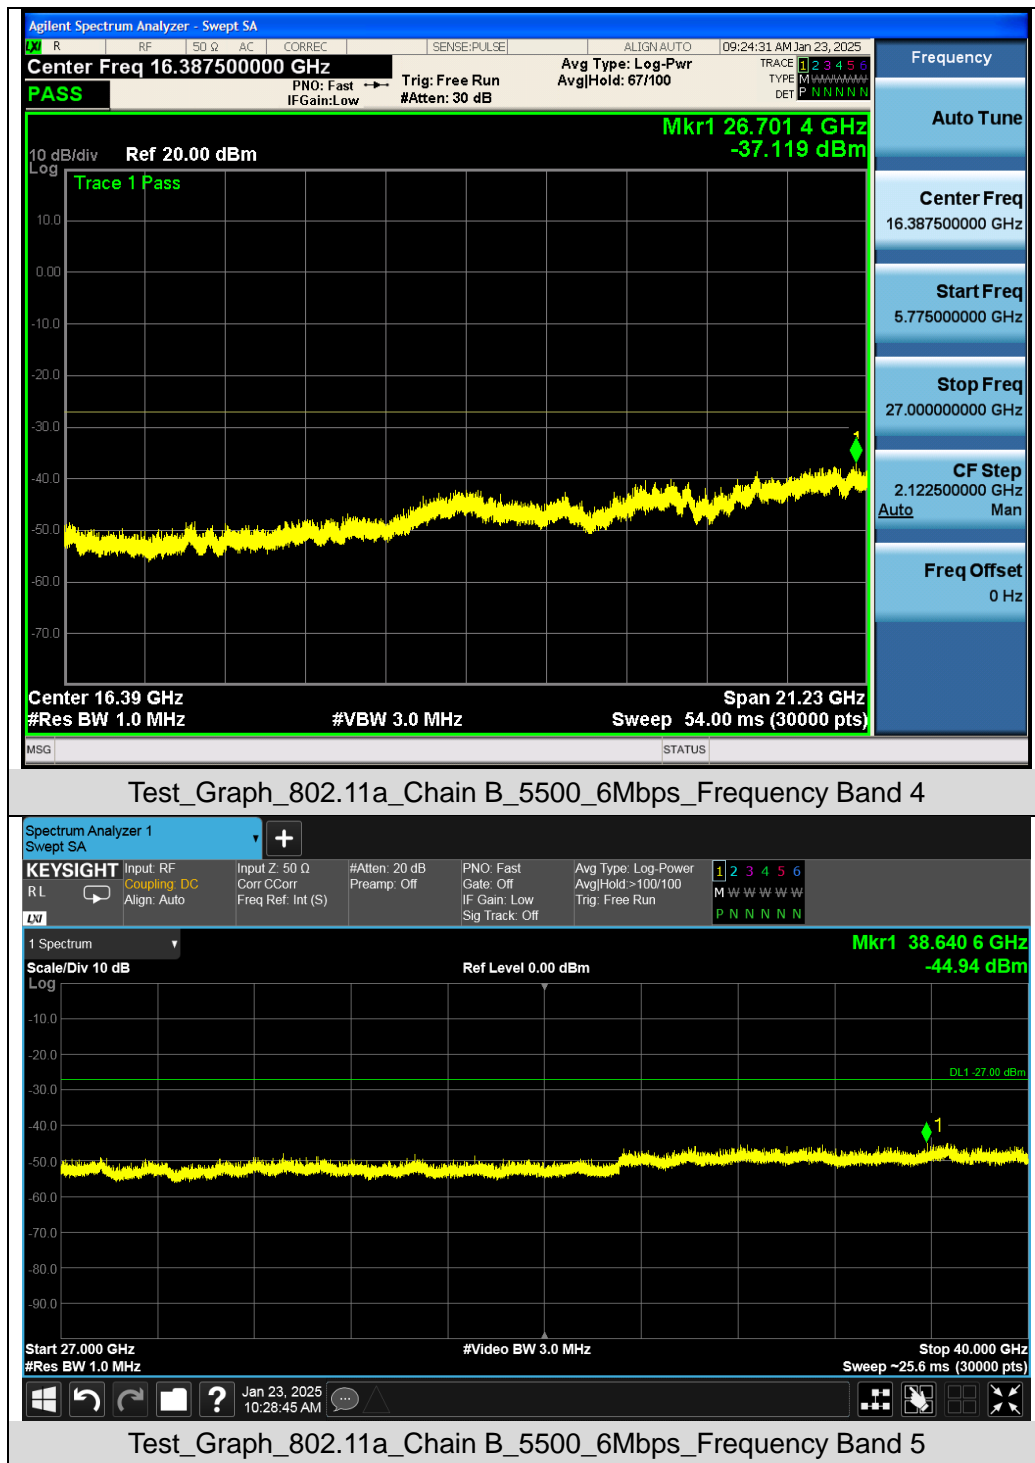 Agilent Spectrum Analyzer - Swept SA
LXI R RF 50 Ω AC CORREC SENSE:PULSE ALIGN AUTO 09:24:31 AM Jan 23, 2025
Center Freq 16.387500000 GHz
PASS
PNO: Fast
IFGain:Low
Trig: Free Run
#Atten: 30 dB
Avg Type: Log-Pwr
Avg|Hold: 67/100
TRACE 1 2 3 4 5 6
TYPE M W W W W W
DET P N N N N N
Mkr1 26.701 4 GHz
-37.119 dBm
10 dB/div Ref 20.00 dBm
Log
Trace 1 Pass
10.0
0.00
-10.0
-20.0
-30.0
-40.0
-50.0
-60.0
-70.0
1
Center 16.39 GHz Span 21.23 GHz
#Res BW 1.0 MHz #VBW 3.0 MHz Sweep 54.00 ms (30000 pts)
MSG STATUS
Frequency
Auto Tune
Center Freq
16.387500000 GHz
Start Freq
5.775000000 GHz
Stop Freq
27.000000000 GHz
CF Step
2.122500000 GHz
Auto Man
Freq Offset
0 Hz
Test_Graph_802.11a_Chain B_5500_6Mbps_Frequency Band 4
Spectrum Analyzer 1
Swept SA
+
KEYSIGHT
R L
LXI
Input: RF
Coupling: DC
Align: Auto
Input Z: 50 Ω
Corr CCorr
Freq Ref: Int (S)
#Atten: 20 dB
Preamp: Off
PNO: Fast
Gate: Off
IF Gain: Low
Sig Track: Off
Avg Type: Log-Power
Avg|Hold:>100/100
Trig: Free Run
1 2 3 4 5 6
M W W W W W
P N N N N N
1 Spectrum
Mkr1 38.640 6 GHz
-44.94 dBm
Scale/Div 10 dB Ref Level 0.00 dBm
Log
-10.0
-20.0
-30.0
-40.0
-50.0
-60.0
-70.0
-80.0
-90.0
DL1 -27.00 dBm
1
Start 27.000 GHz #Video BW 3.0 MHz Stop 40.000 GHz
#Res BW 1.0 MHz Sweep ~25.6 ms (30000 pts)
?
Jan 23, 2025
10:28:45 AM
Test_Graph_802.11a_Chain B_5500_6Mbps_Frequency Band 5